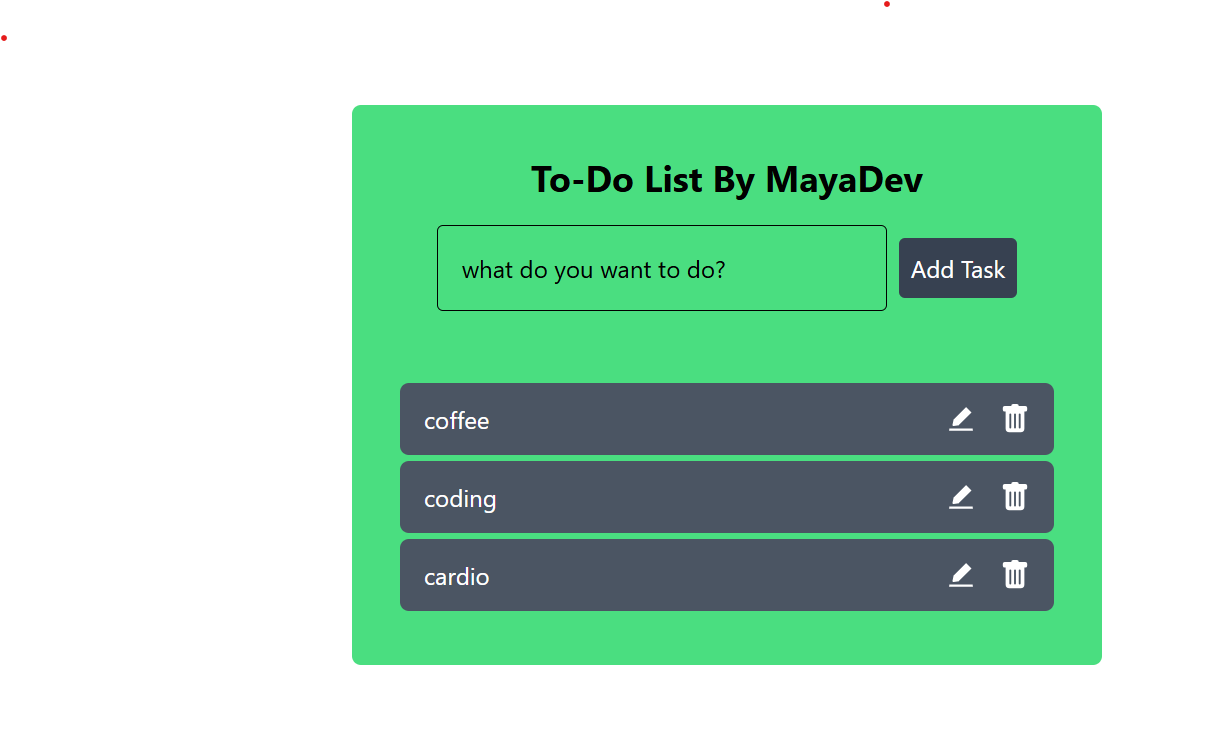 To-Do List By MayaDev
what do you want to do?
Add Task
coffee
coding
cardio